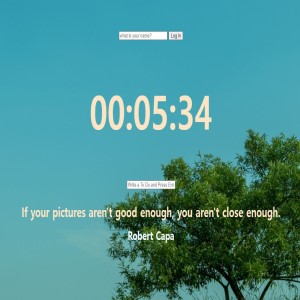 what is your name?
Log In
00:05:34
Write a To Do and Press Ent
If your pictures aren't good enough, you aren't close enough.
Robert Capa